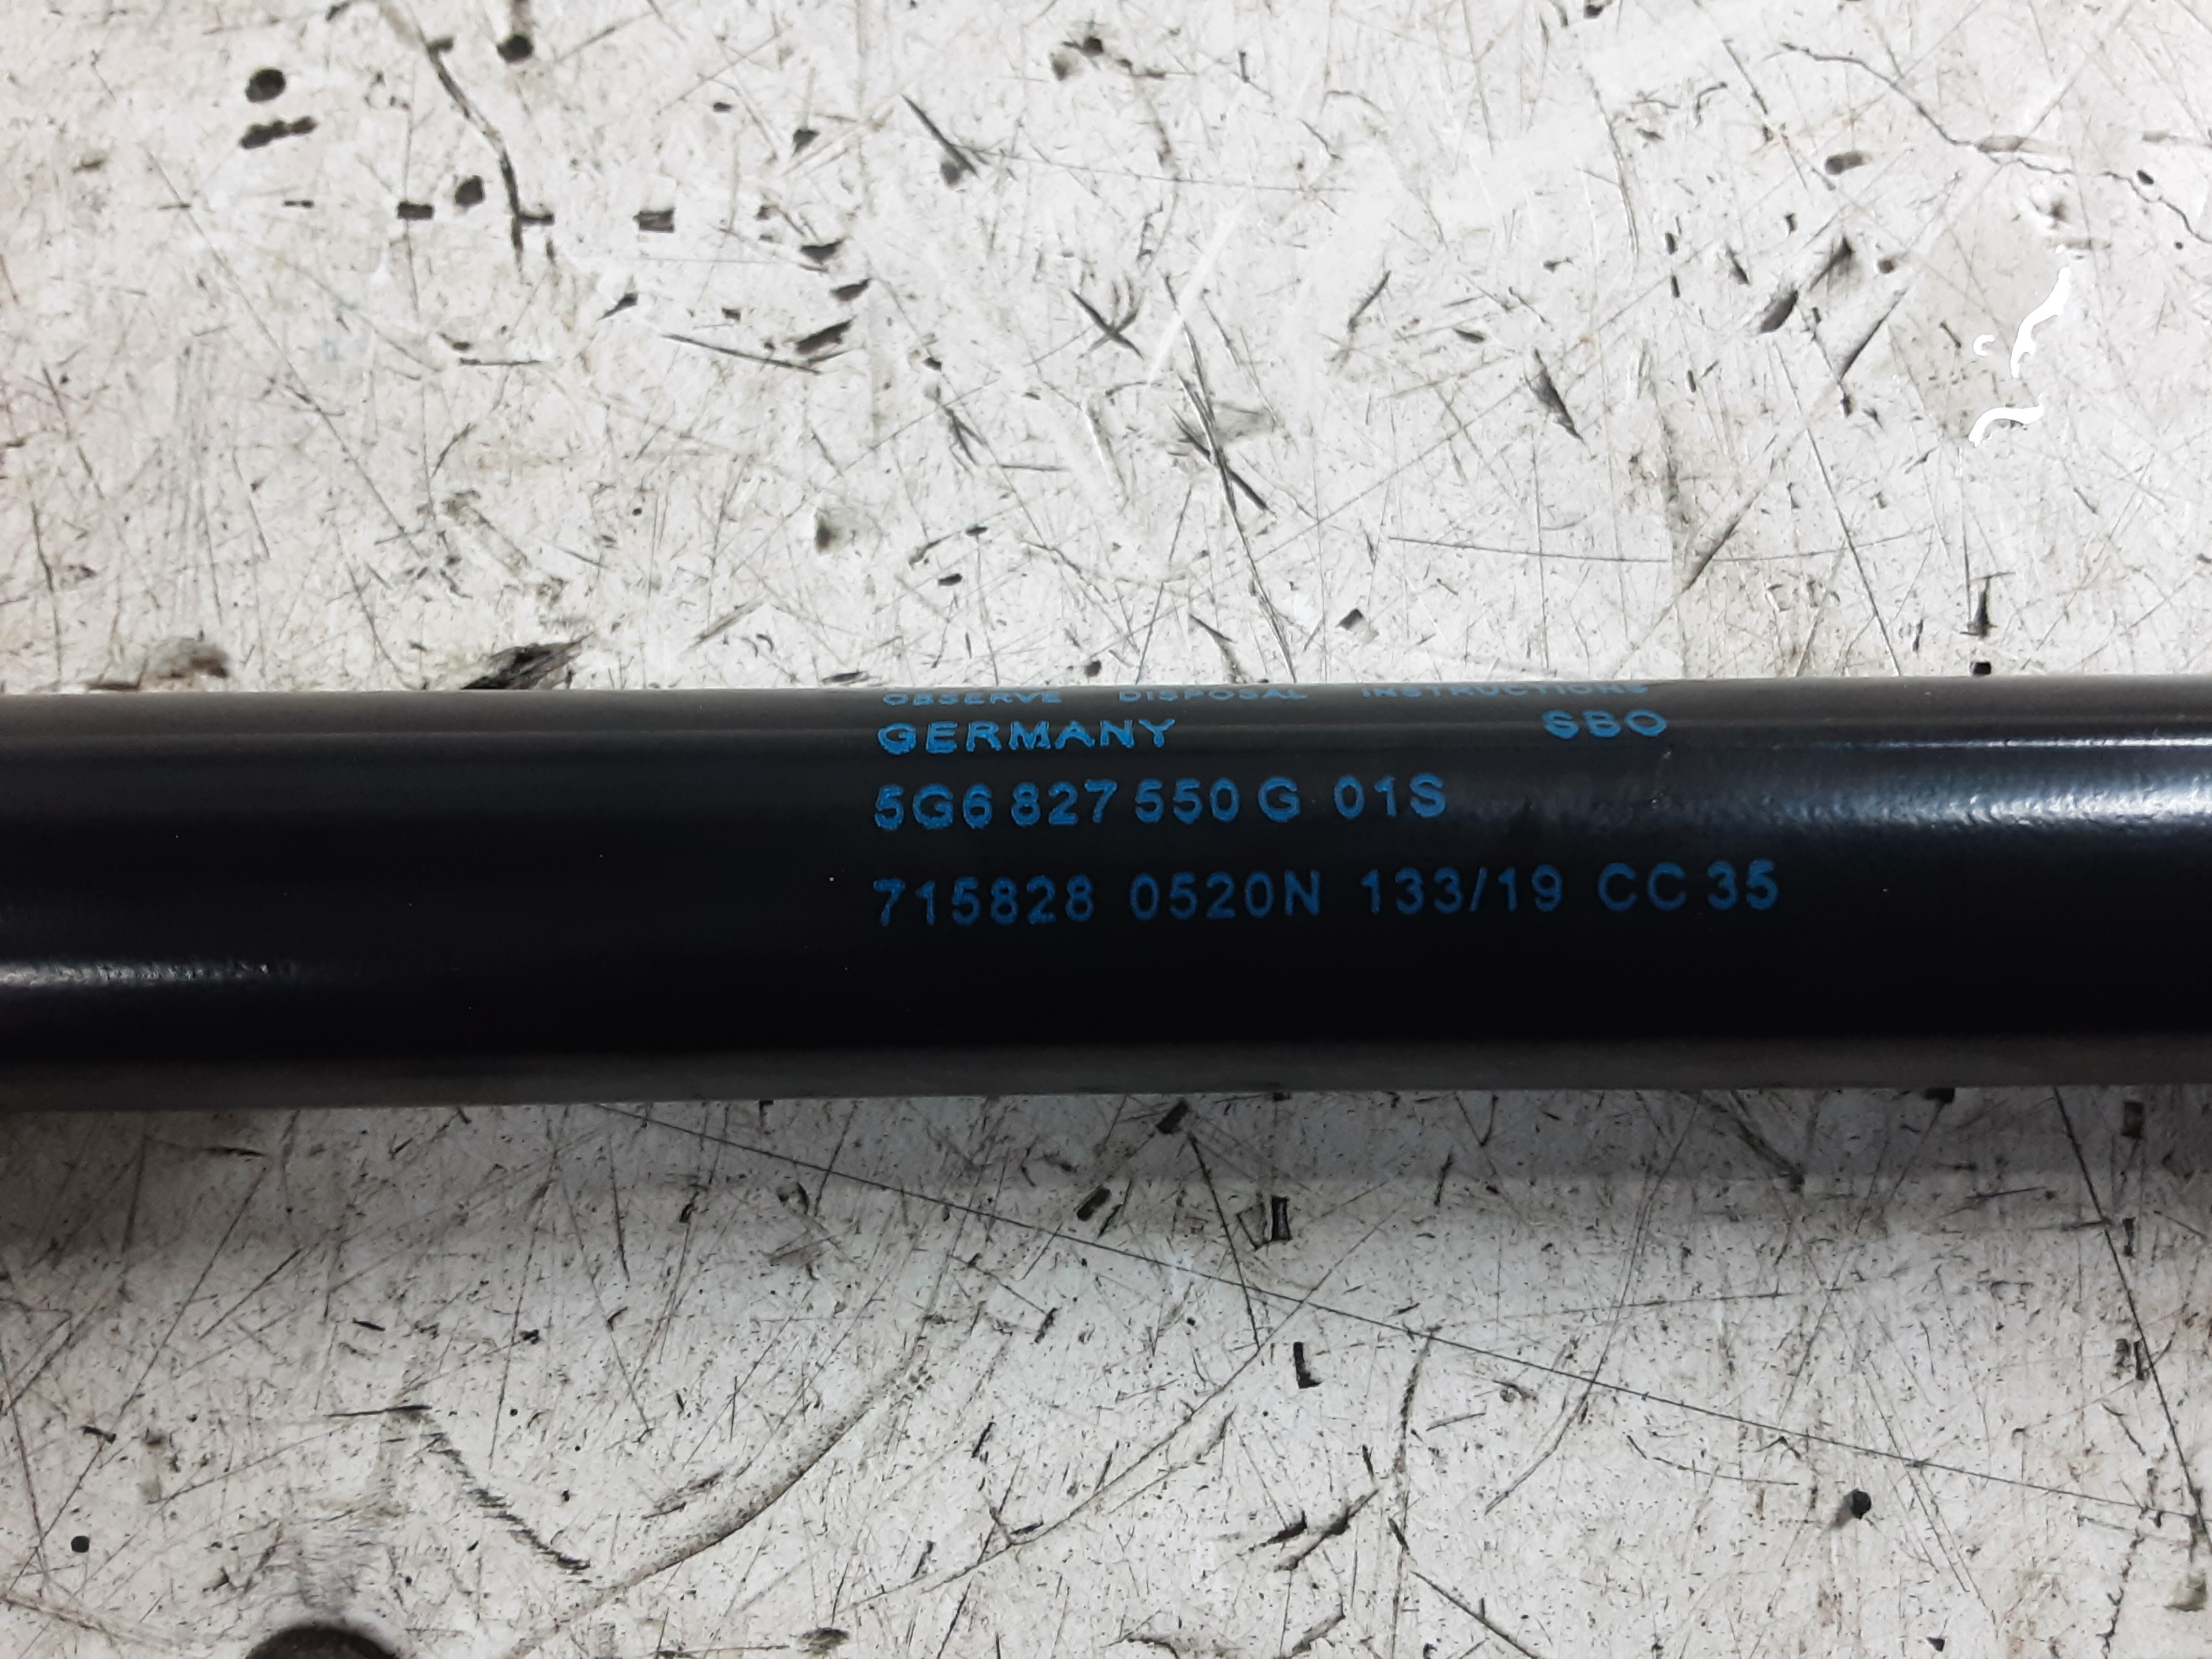 OBSERVE DISPOSAL INSTRUCTIONS
GERMANY SBO
5G6 827 550 G 01S
715828 0520N 133/19 CC 35